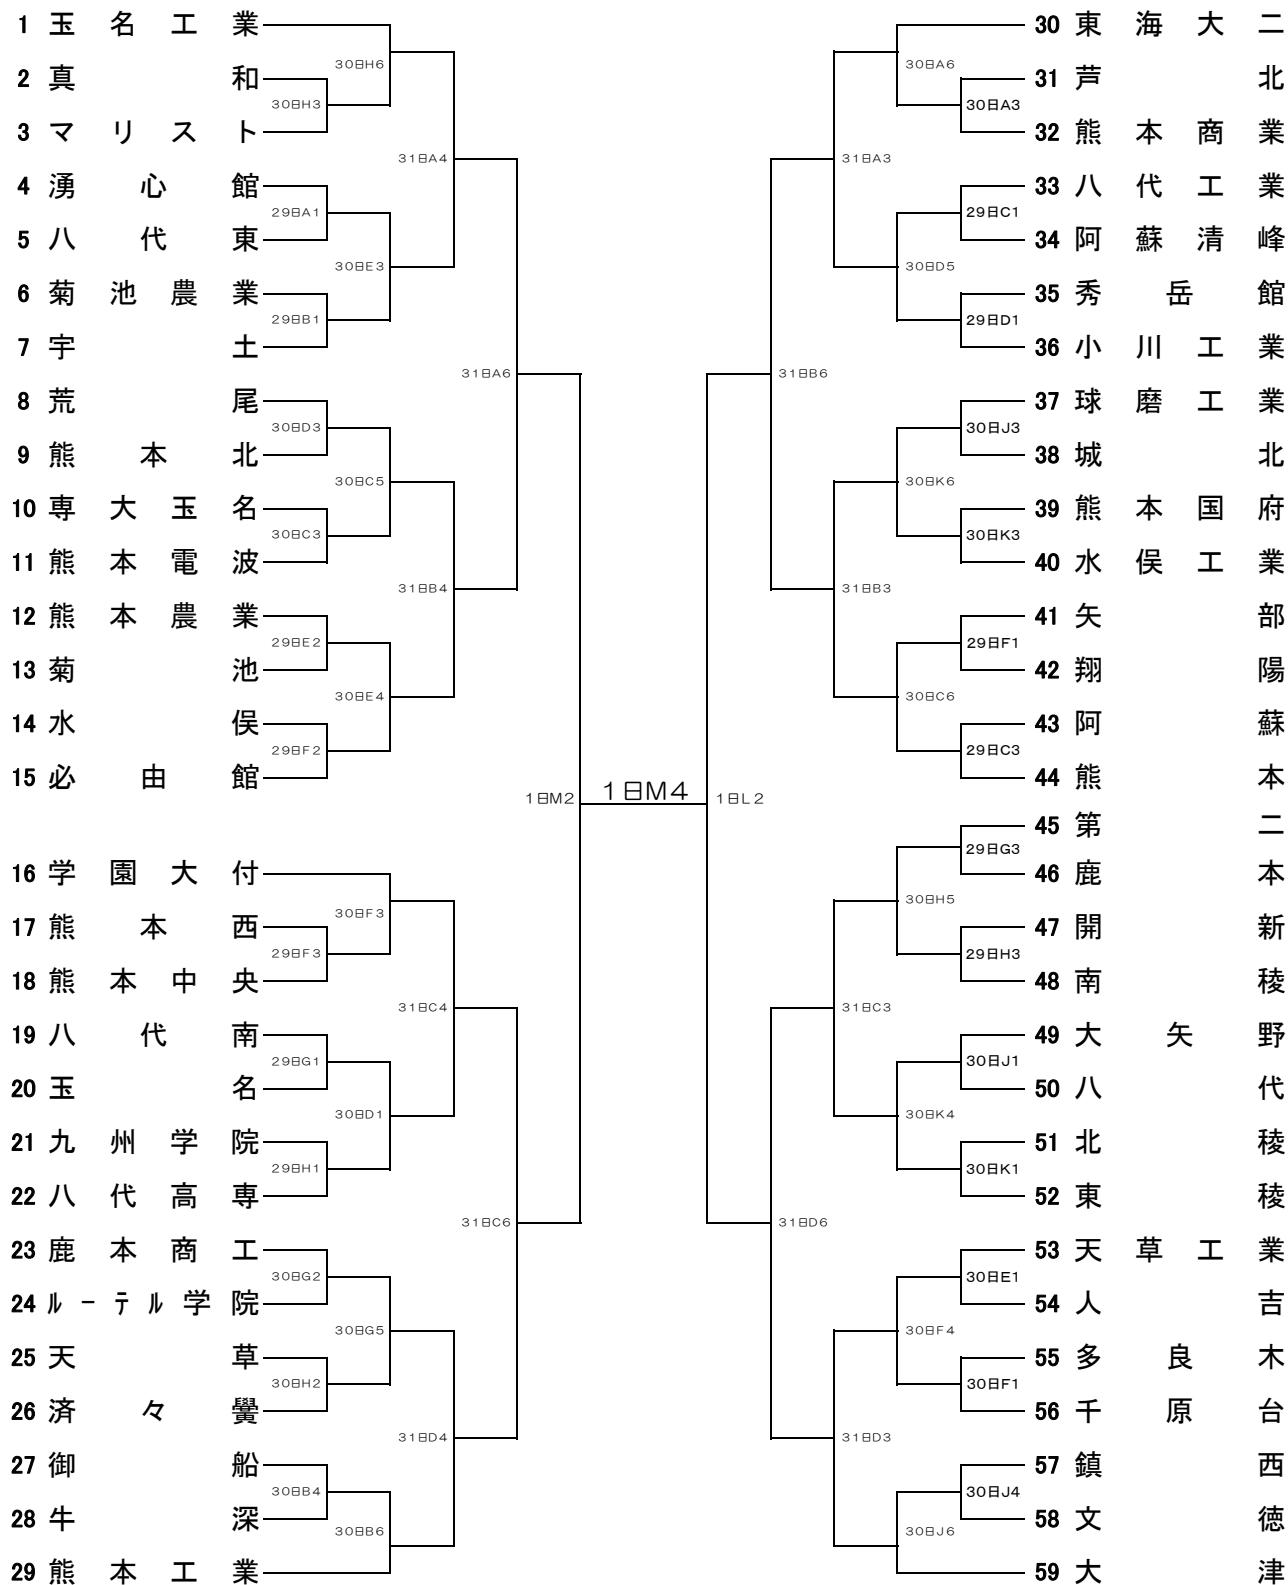 1 玉名工業
30日H6
2 真和
30日H3
3 マリスト
31日A4
4 湧心館
29日A1
5 八代東
30日E3
6 菊池農業
29日B1
7 宇土
31日A6
8 荒尾
30日D3
9 熊本北
30日C5
10 専大玉名
30日C3
11 熊本電波
31日B4
12 熊本農業
29日E2
13 菊池
30日E4
14 水俣
29日F2
15 必由館
1日M2
16 学園大付
30日F3
17 熊本西
29日F3
18 熊本中央
31日C4
19 八代南
29日G1
20 玉名
30日D1
21 九州学院
29日H1
22 八代高専
31日C6
23 鹿本商工
30日G2
24 ルーテル学院
30日G5
25 天草
30日H2
26 済々黌
31日D4
27 御船
30日B4
28 牛深
30日B6
29 熊本工業
1日M4
30 東海大二
30日A6
31 芦北
30日A3
32 熊本商業
31日A3
33 八代工業
29日C1
34 阿蘇清峰
30日D5
35 秀岳館
29日D1
36 小川工業
31日B6
37 球磨工業
30日J3
38 城北
30日K6
39 熊本国府
30日K3
40 水俣工業
31日B3
41 矢部
29日F1
42 翔陽
30日C6
43 阿蘇
29日C3
44 熊本
1日L2
45 第二
29日G3
46 鹿本
30日H5
47 開新
29日H3
48 南稜
31日C3
49 大矢野
30日J1
50 八代
30日K4
51 北稜
30日K1
52 東稜
31日D6
53 天草工業
30日E1
54 人吉
30日F4
55 多良木
30日F1
56 千原台
31日D3
57 鎮西
30日J4
58 文徳
30日J6
59 大津